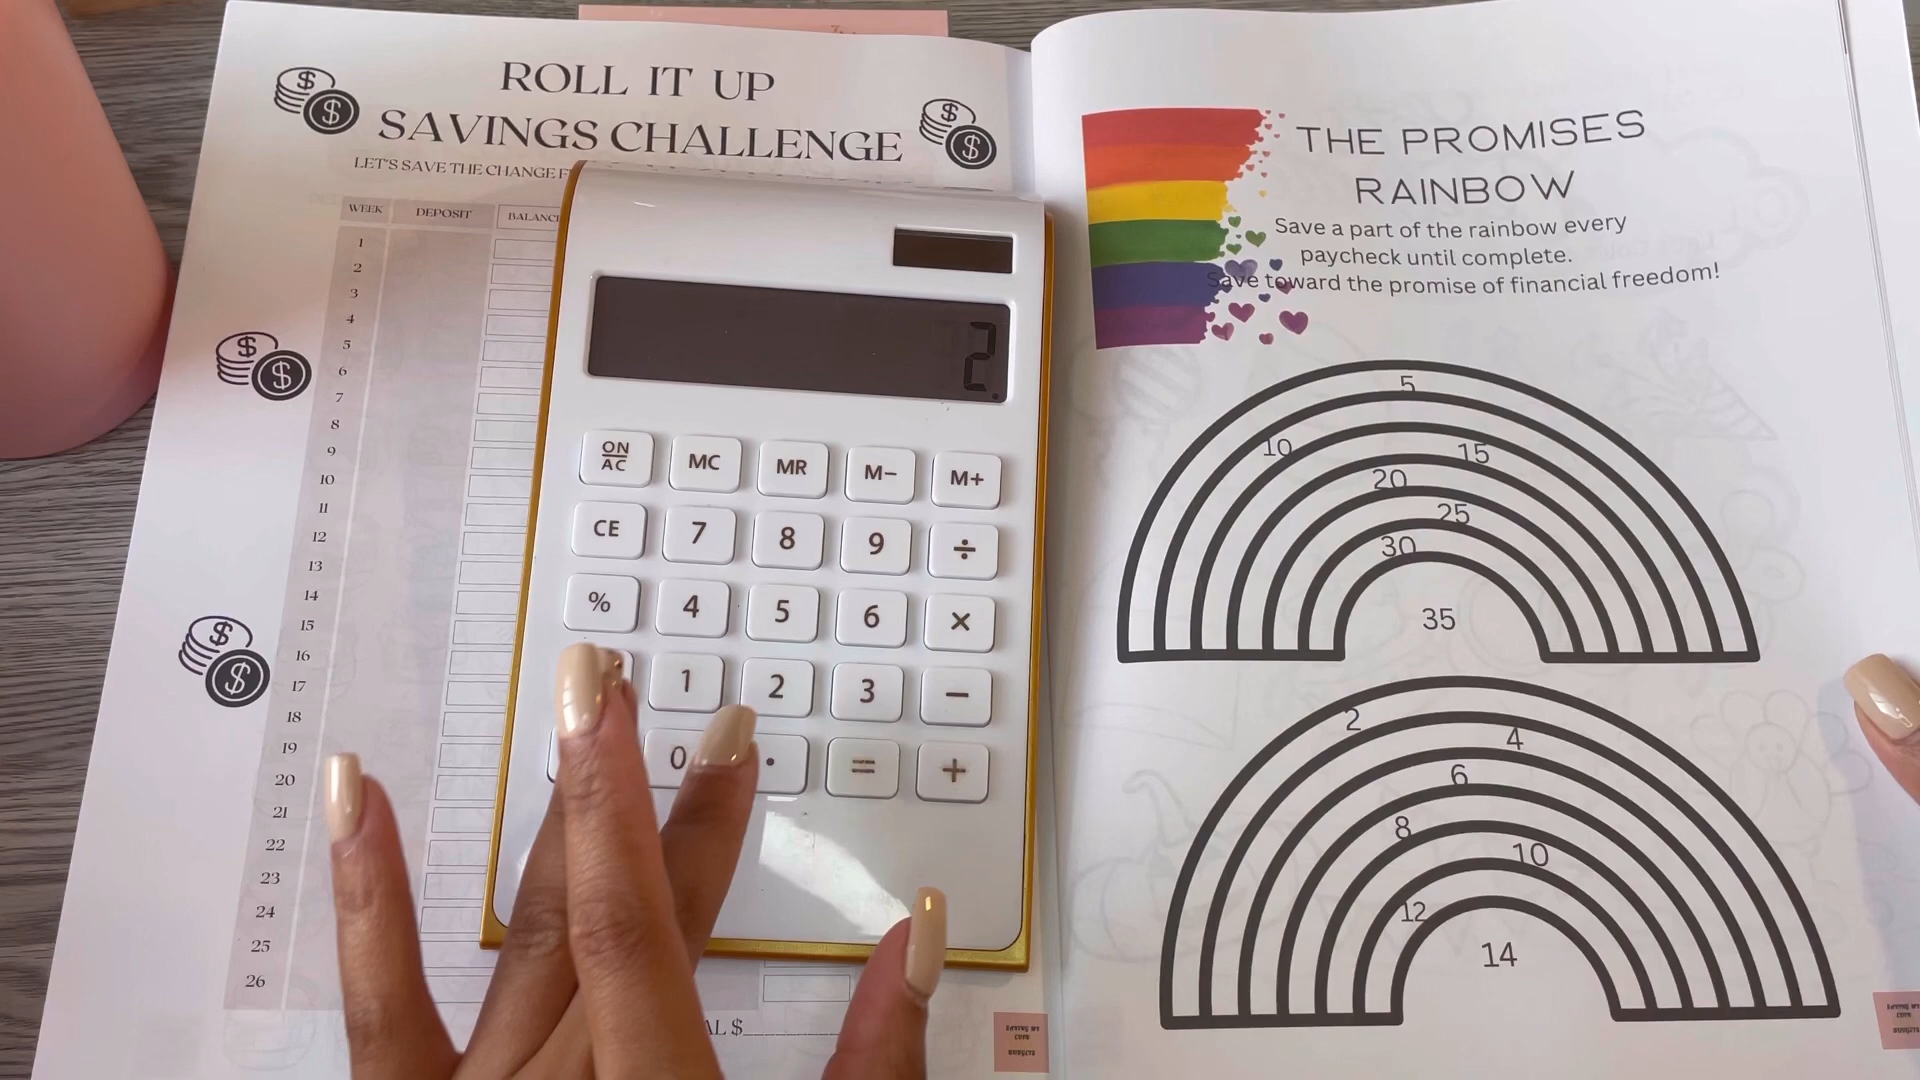 ROLL IT UP
SAVINGS CHALLENGE
LET'S SAVE THE CHANGE
WEEK DEPOSIT
1
2
3
4
5
6
7
8
9
10
11
12
13
14
15
16
17
18
19
20
21
22
23
24
25
26
$
2.
ON
AC MC MR M− M+
CE 7 8 9 ÷
% 4 5 6 ×
1 2 3 −
0 . = +
THE PROMISES
RAINBOW
Save a part of the rainbow every
paycheck until complete.
Save toward the promise of financial freedom!
5
10
15
20
25
30
35
2
4
6
8
10
12
14